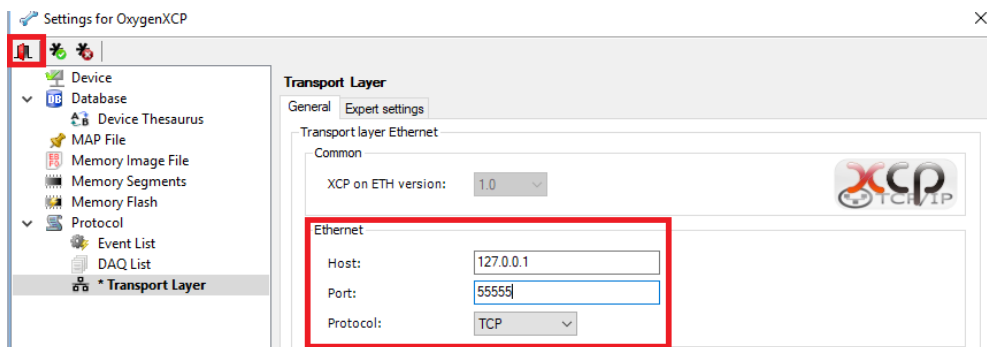 Settings for OxygenXCP
Device
Database
Device Thesaurus
MAP File
Memory Image File
Memory Segments
Memory Flash
Protocol
Event List
DAQ List
* Transport Layer
Transport Layer
General Expert settings
Transport layer Ethernet
Common
XCP on ETH version: 1.0
xcp
TCP/IP
Ethernet
Host: 127.0.0.1
Port: 55555
Protocol: TCP